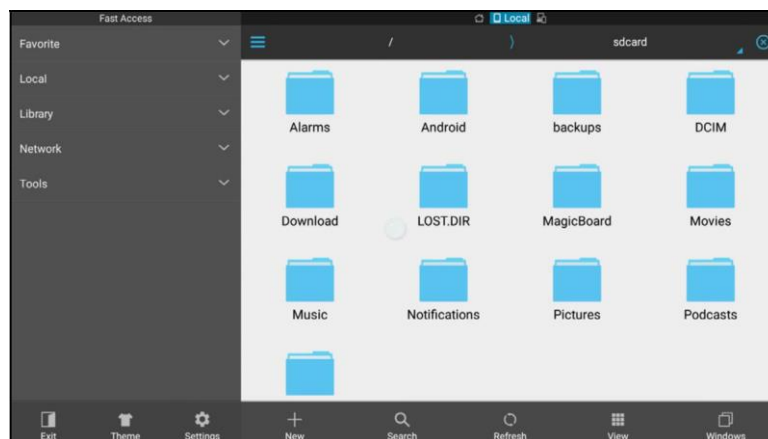 Fast Access
Local
Favorite
/
sdcard
Local
Library
Network
Tools
Alarms Android backups DCIM
Download LOST.DIR MagicBoard Movies
Music Notifications Pictures Podcasts
Exit Theme Settings New Search Refresh View Windows